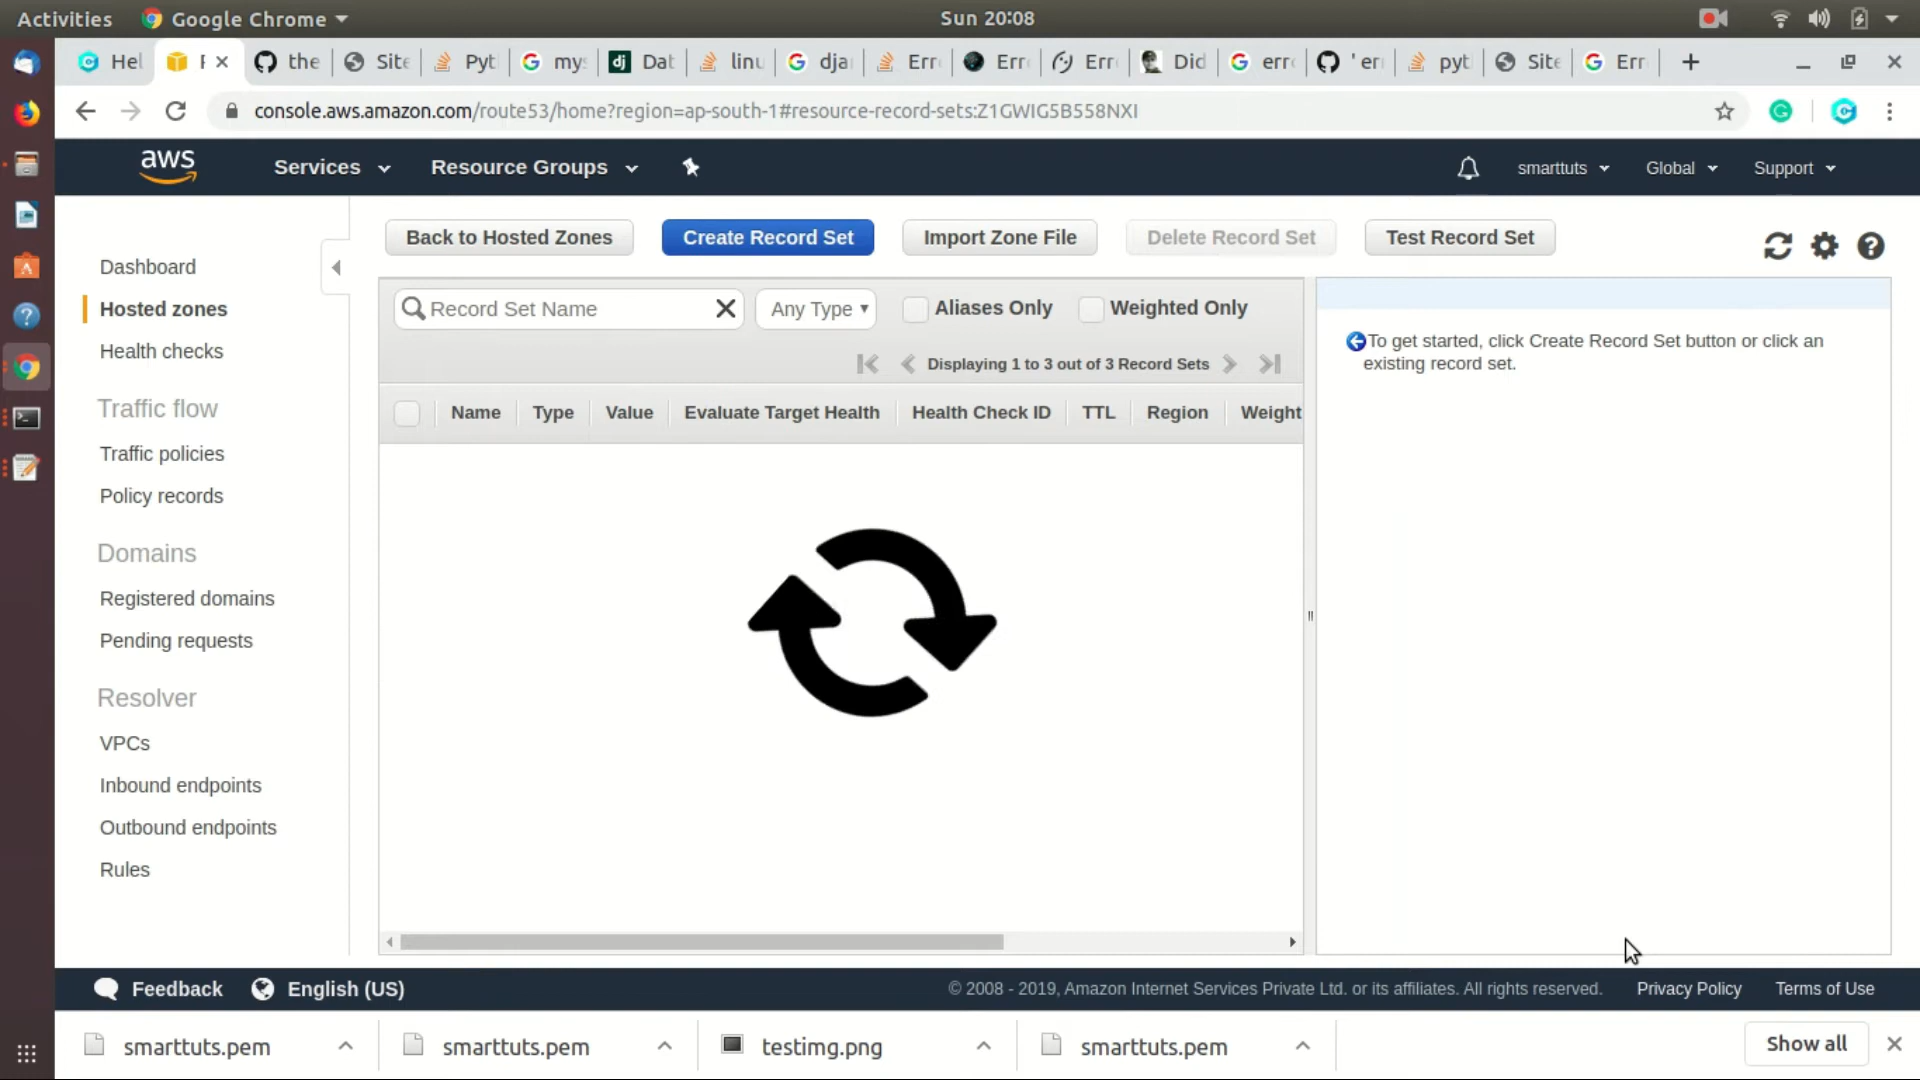 Activities
Google Chrome
Sun 20:08
Hel
the
Site
Pyt
mys
dj
Dat
linu
djan
Erro
Erro
Erro
Did
erro
'err
pyt
Site
Err
console.aws.amazon.com/route53/home?region=ap-south-1#resource-record-sets:Z1GWIG5B558NXI
aws
Services
Resource Groups
smarttuts
Global
Support
Back to Hosted Zones
Create Record Set
Import Zone File
Delete Record Set
Test Record Set
Dashboard
Hosted zones
Health checks
Traffic flow
Traffic policies
Policy records
Domains
Registered domains
Pending requests
Resolver
VPCs
Inbound endpoints
Outbound endpoints
Rules
Record Set Name
Any Type
Aliases Only
Weighted Only
Displaying 1 to 3 out of 3 Record Sets
Name Type Value Evaluate Target Health Health Check ID TTL Region Weight
To get started, click Create Record Set button or click an
existing record set.
Feedback
English (US)
© 2008 - 2019, Amazon Internet Services Private Ltd. or its affiliates. All rights reserved.
Privacy Policy
Terms of Use
smarttuts.pem
smarttuts.pem
testimg.png
smarttuts.pem
Show all